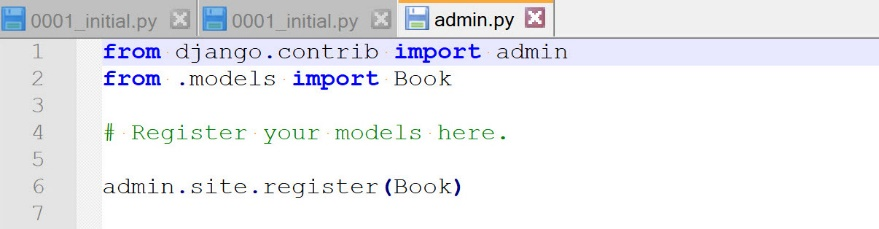 0001_initial.py 0001_initial.py admin.py
1 from django.contrib import admin
2 from .models import Book
3
4 # Register your models here.
5
6 admin.site.register(Book)
7